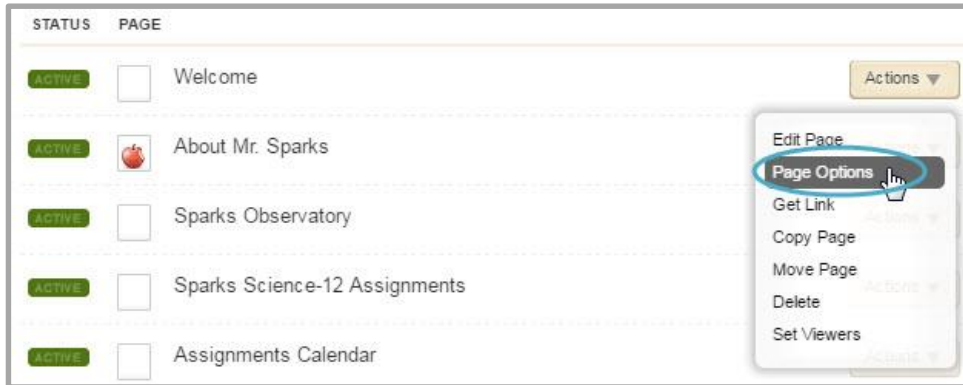 STATUS PAGE
ACTIVE Welcome Actions
ACTIVE About Mr. Sparks
Edit Page
Page Options
ACTIVE Sparks Observatory
Get Link
Copy Page
ACTIVE Sparks Science-12 Assignments
Move Page
Delete
Set Viewers
ACTIVE Assignments Calendar